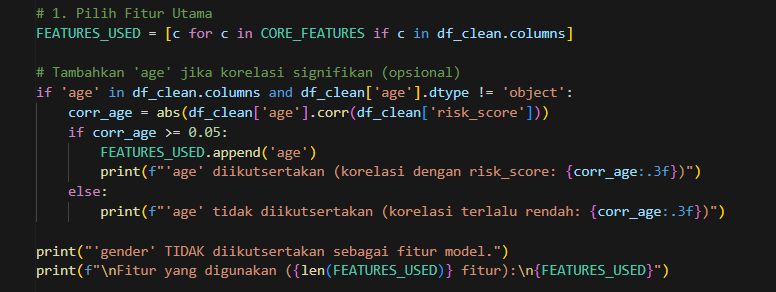 # 1. Pilih Fitur Utama
FEATURES_USED = [c for c in CORE_FEATURES if c in df_clean.columns]
# Tambahkan 'age' jika korelasi signifikan (opsional)
if 'age' in df_clean.columns and df_clean['age'].dtype != 'object':
    corr_age = abs(df_clean['age'].corr(df_clean['risk_score']))
    if corr_age >= 0.05:
        FEATURES_USED.append('age')
        print(f"'age' diikutsertakan (korelasi dengan risk_score: {corr_age:.3f})")
    else:
        print(f"'age' tidak diikutsertakan (korelasi terlalu rendah: {corr_age:.3f})")
print("'gender' TIDAK diikutsertakan sebagai fitur model.")
print(f"\nFitur yang digunakan ({len(FEATURES_USED)} fitur):\n{FEATURES_USED}")